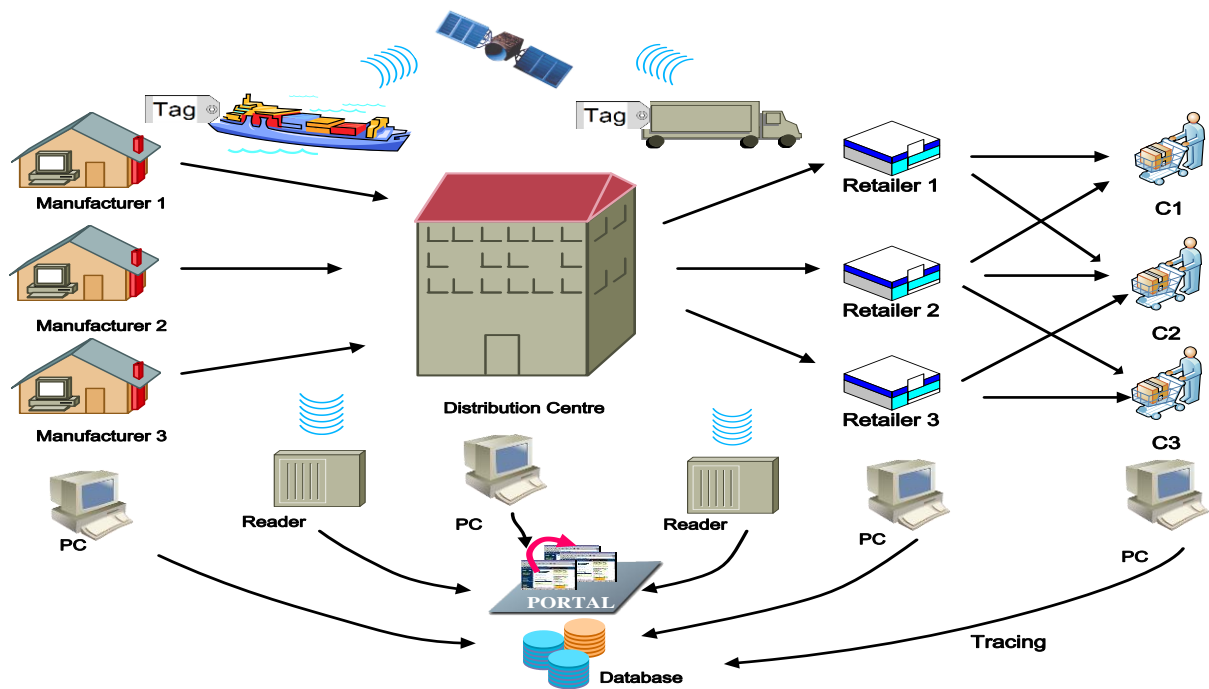 Tag
Tag
Manufacturer 1
Retailer 1
C1
Manufacturer 2
Retailer 2
C2
Manufacturer 3
Distribution Centre
Retailer 3
C3
PC
Reader
PC
Reader
PC
PC
PORTAL
Tracing
Database